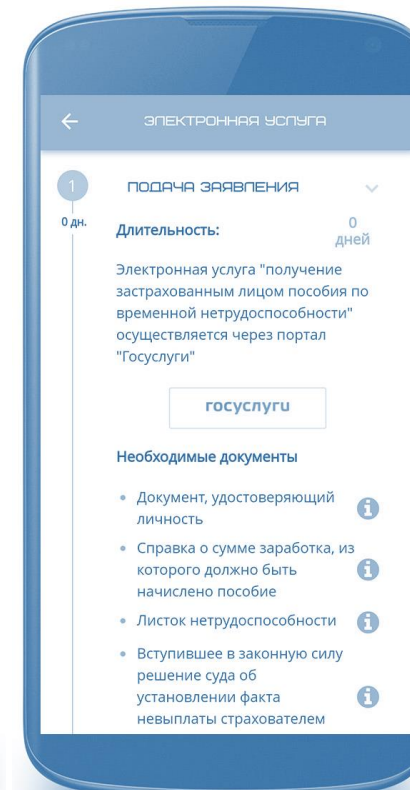 ЭЛЕКТРОННАЯ УСЛУГА
1 ПОДАЧА ЗАЯВЛЕНИЯ
0 дн.
Длительность:
0
дней
Электронная услуга "получение
застрахованным лицом пособия по
временной нетрудоспособности"
осуществляется через портал
"Госуслуги"
госуслуги
Необходимые документы
• Документ, удостоверяющий
личность
• Справка о сумме заработка, из
которого должно быть
начислено пособие
• Листок нетрудоспособности
• Вступившее в законную силу
решение суда об
установлении факта
невыплаты страхователем